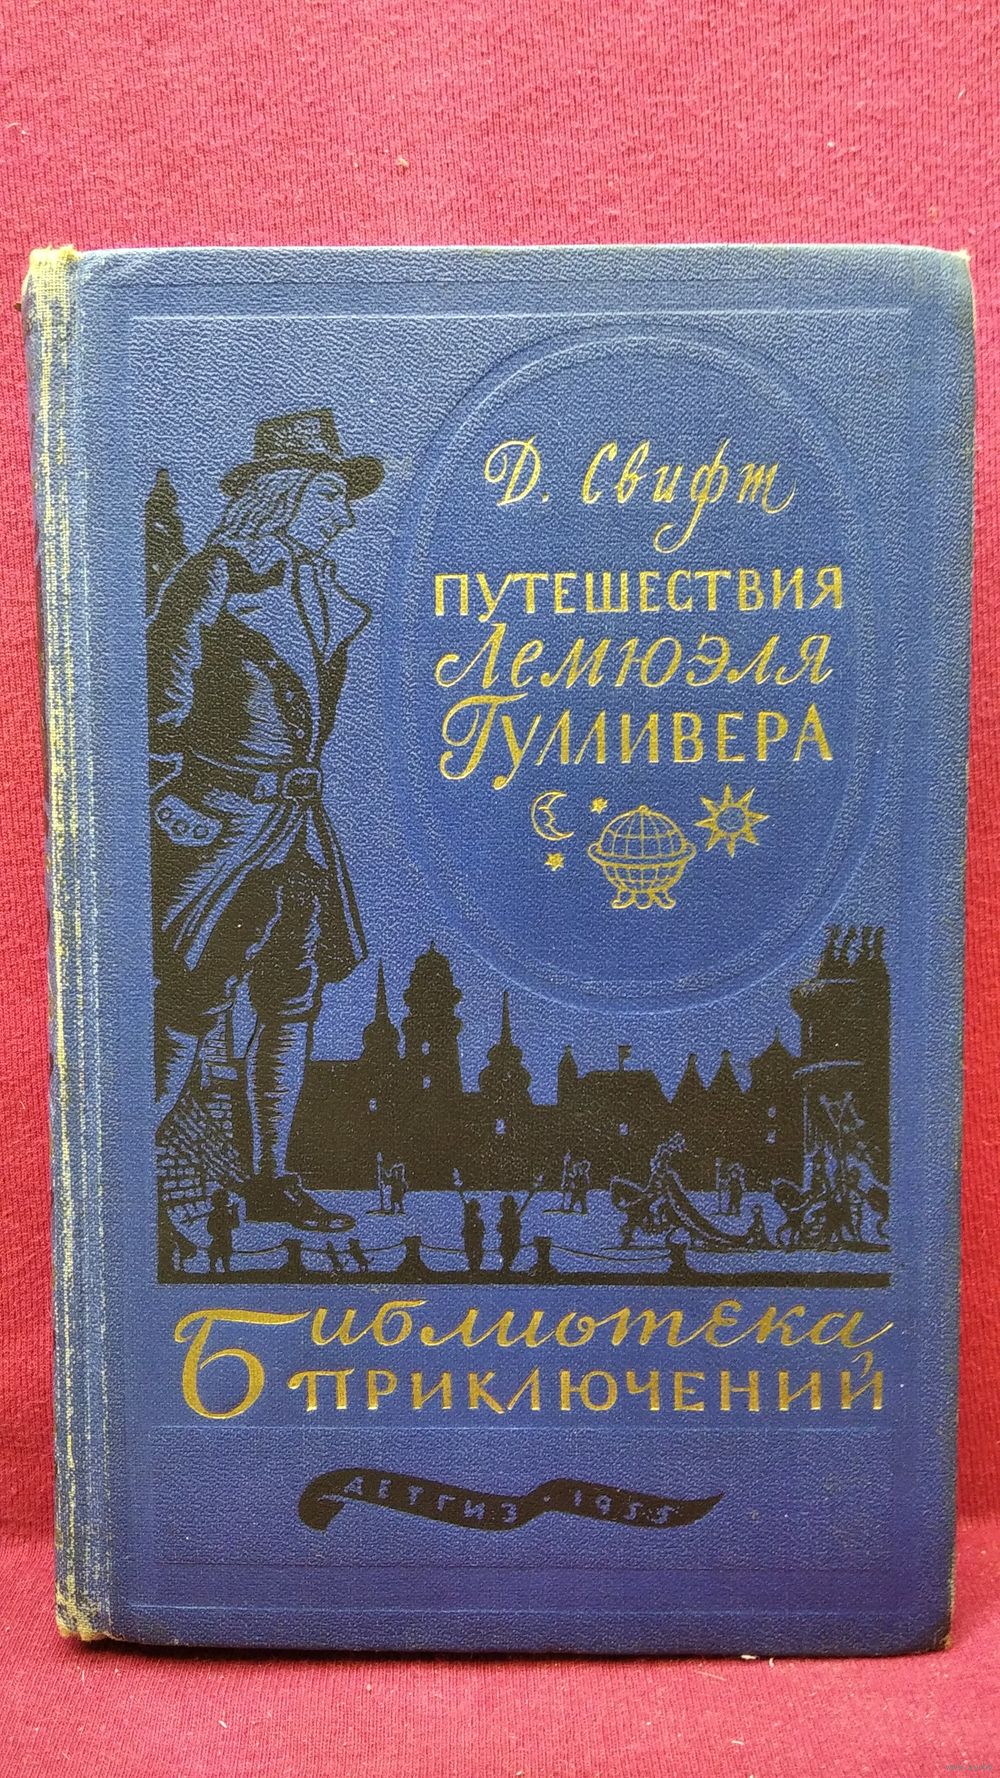 Д. Свифт
ПУТЕШЕСТВИЯ
Лемюэля
ГУЛЛИВЕРА
Библиотека
ПРИКЛЮЧЕНИЙ
ДЕТГИЗ · 1955